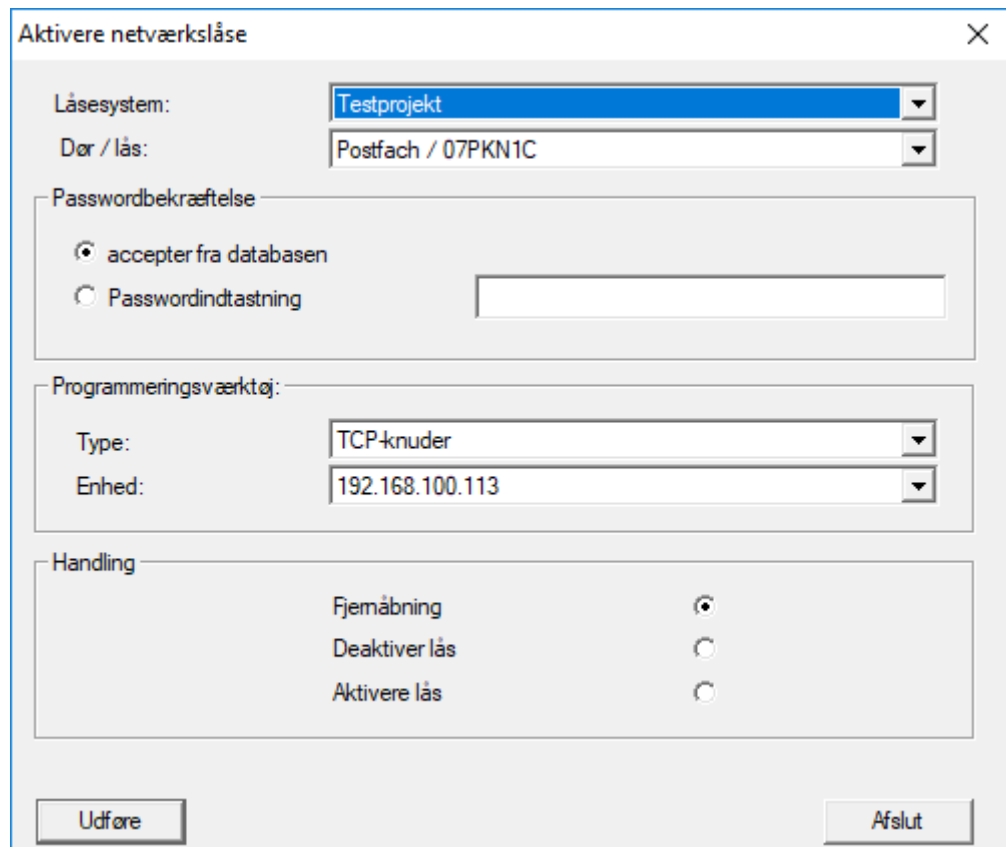 Aktivere netværkslåse
Låsesystem: Testprojekt
Dør / lås: Postfach / 07PKN1C
Passwordbekræftelse
accepter fra databasen
Passwordindtastning
Programmeringsværktøj:
Type: TCP-knuder
Enhed: 192.168.100.113
Handling
Fjernåbning
Deaktiver lås
Aktivere lås
Udføre Afslut